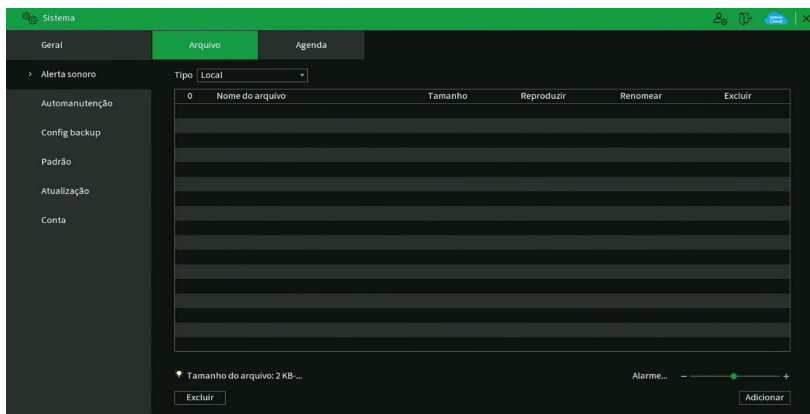 Sistema
Geral
Arquivo
Agenda
Alerta sonoro
Tipo Local
0 Nome do arquivo Tamanho Reproduzir Renomear Excluir
Automanutenção
Config backup
Padrão
Atualização
Conta
Tamanho do arquivo: 2 KB-...
Alarme... - +
Excluir
Adicionar